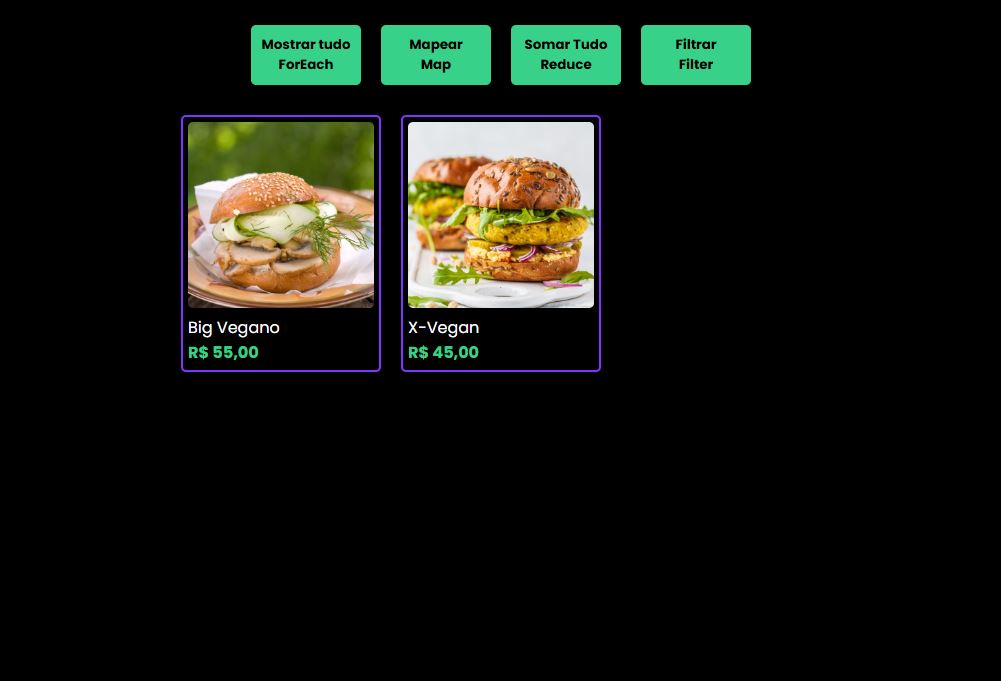 Mostrar tudo
ForEach
Mapear
Map
Somar Tudo
Reduce
Filtrar
Filter
Big Vegano
R$ 55,00
X-Vegan
R$ 45,00